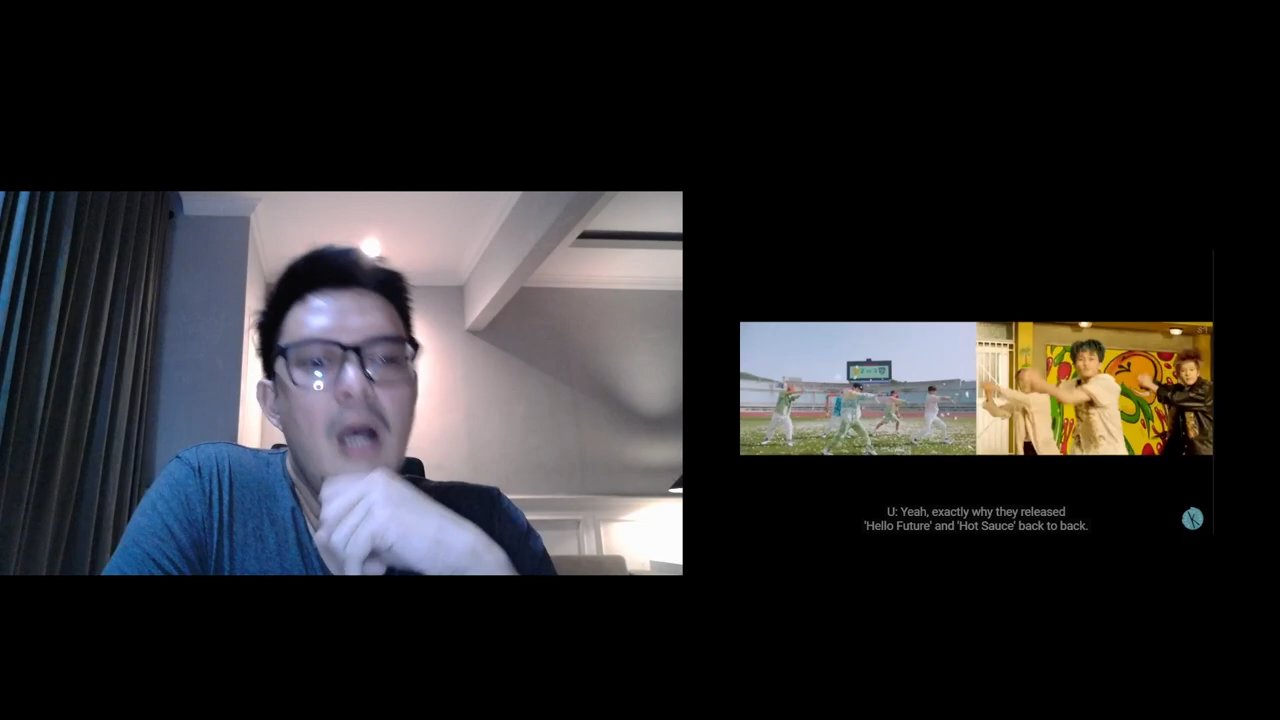 U: Yeah, exactly why they released
'Hello Future' and 'Hot Sauce' back to back.